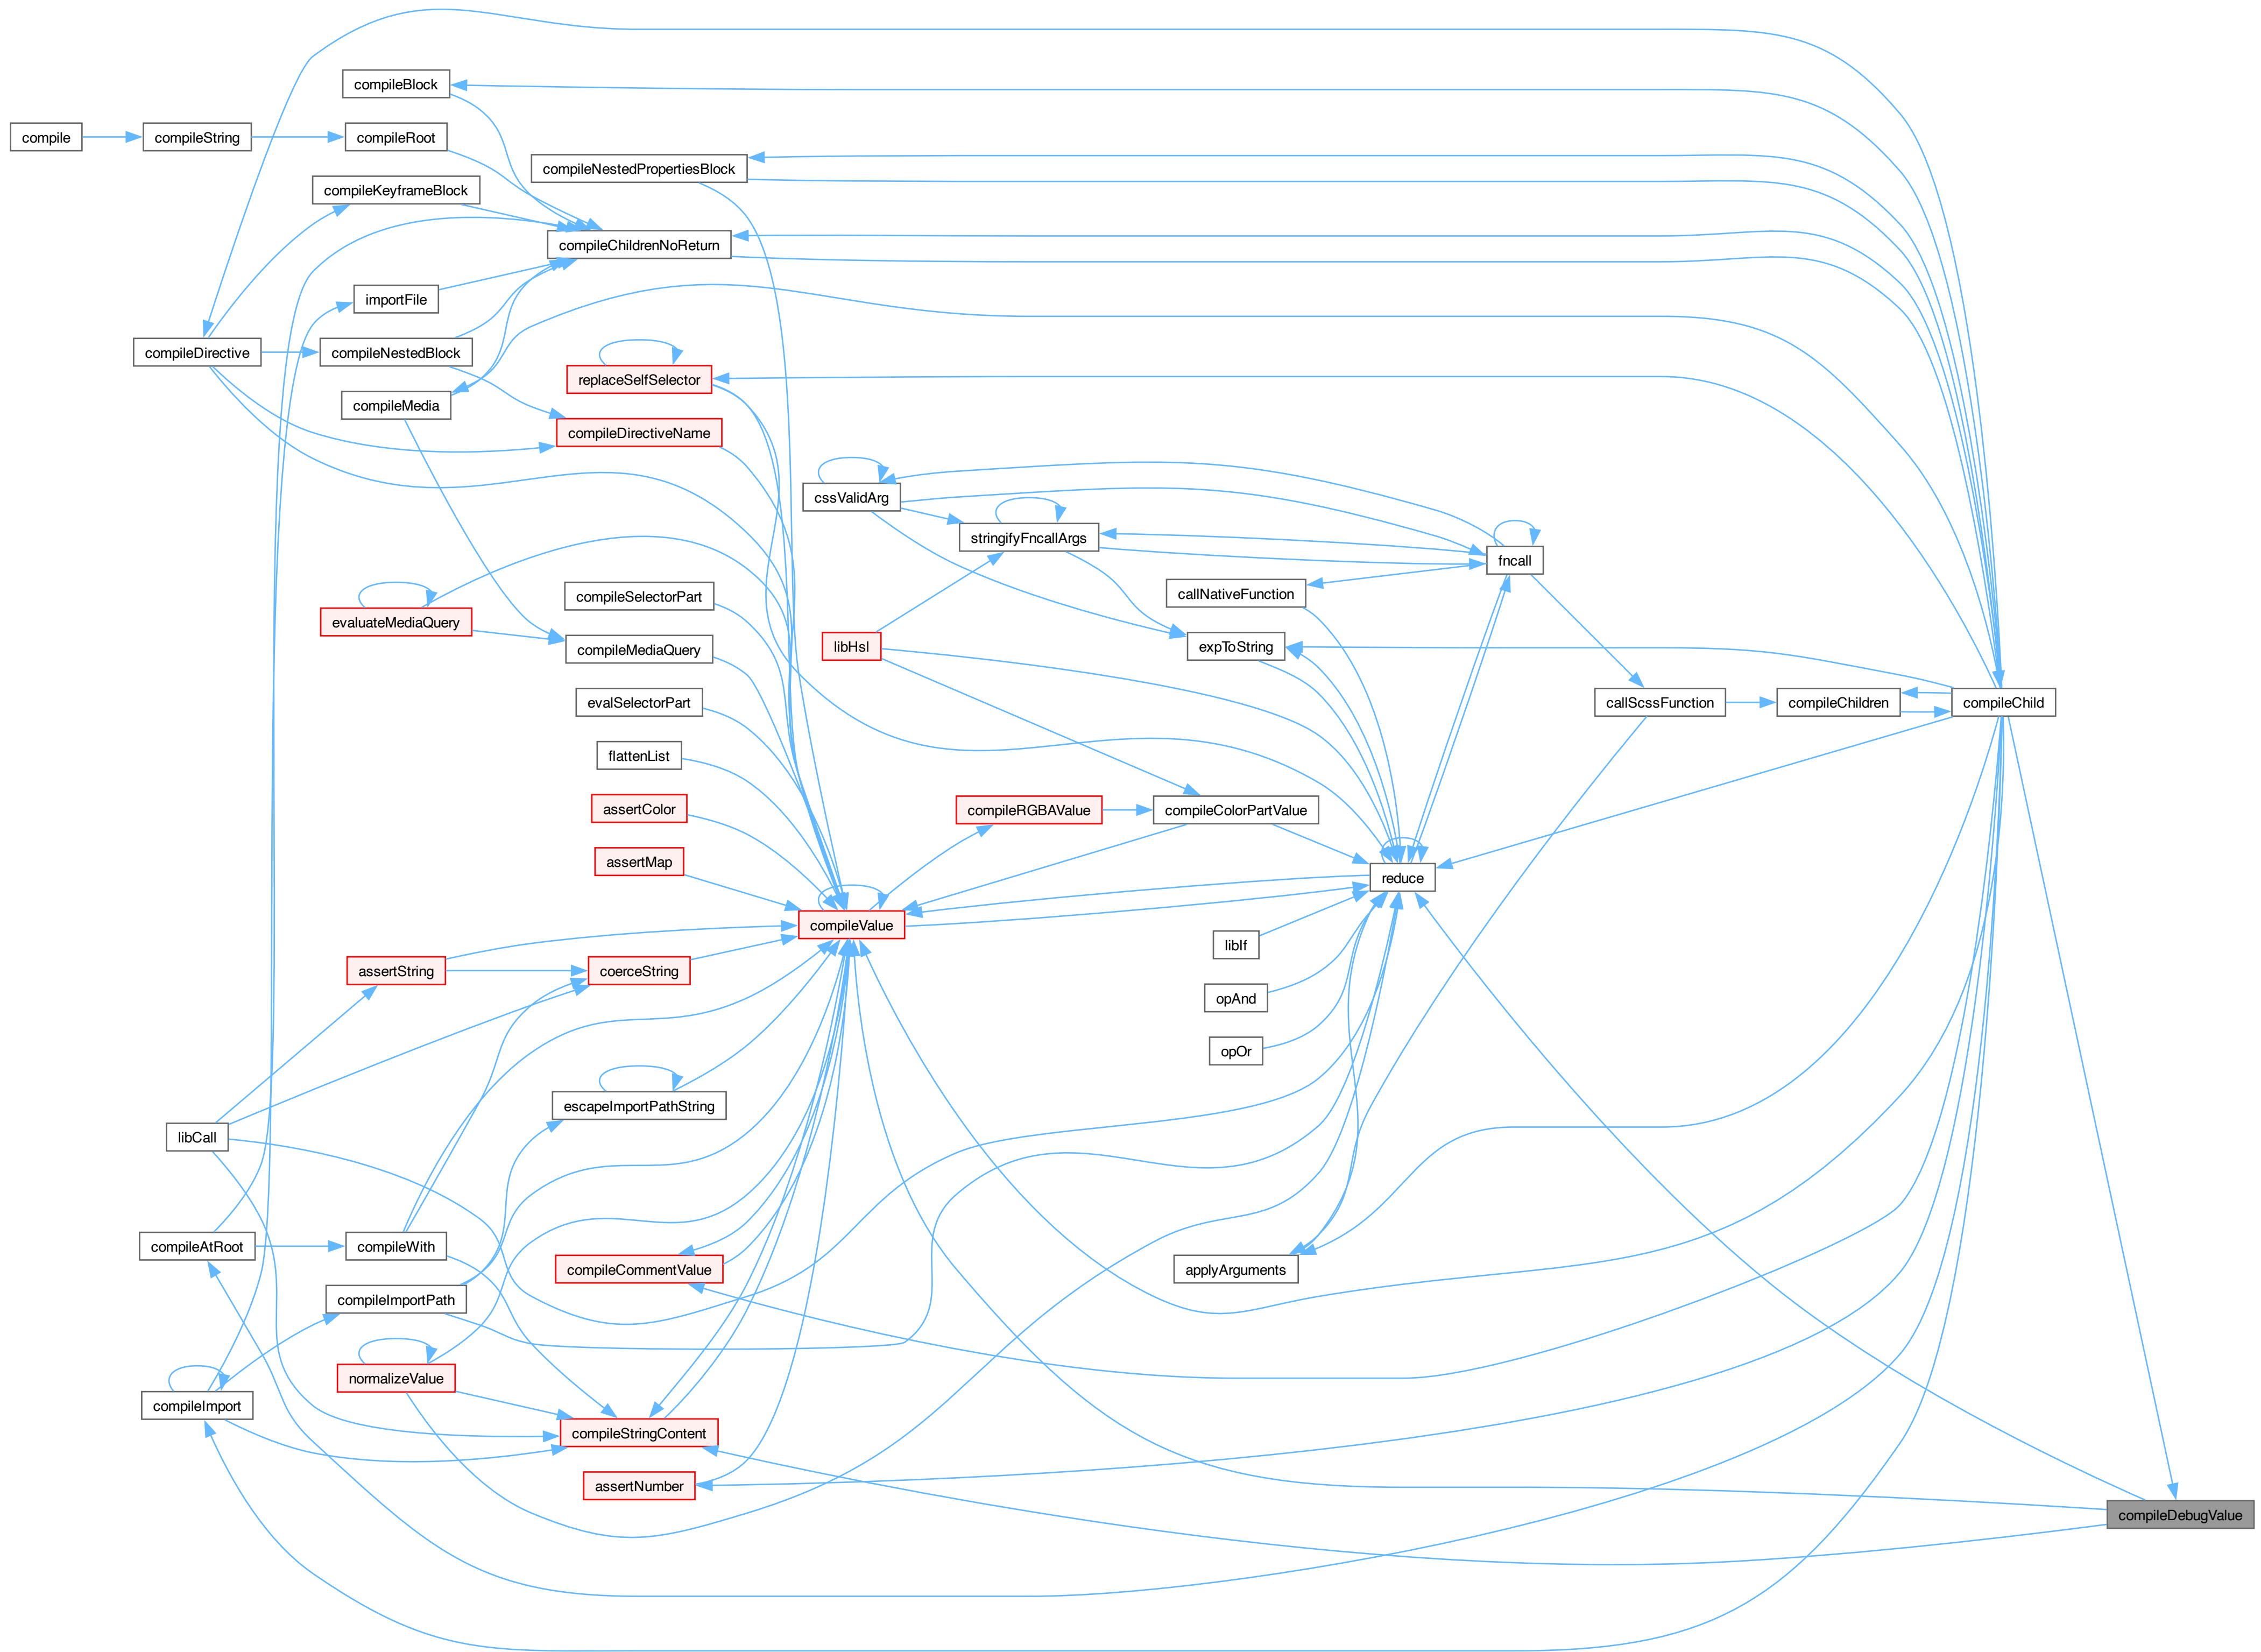 compileBlock
compile
compileString
compileRoot
compileNestedPropertiesBlock
compileKeyframeBlock
compileChildrenNoReturn
importFile
compileDirective
compileNestedBlock
replaceSelfSelector
compileMedia
compileDirectiveName
cssValidArg
stringifyFncallArgs
fncall
callNativeFunction
compileSelectorPart
evaluateMediaQuery
compileMediaQuery
libHsl
expToString
evalSelectorPart
callScssFunction
compileChildren
compileChild
flattenList
assertColor
compileRGBAValue
compileColorPartValue
assertMap
reduce
compileValue
libIf
assertString
coerceString
opAnd
opOr
escapeImportPathString
libCall
compileAtRoot
compileWith
compileCommentValue
applyArguments
compileImportPath
normalizeValue
compileImport
compileStringContent
assertNumber
compileDebugValue